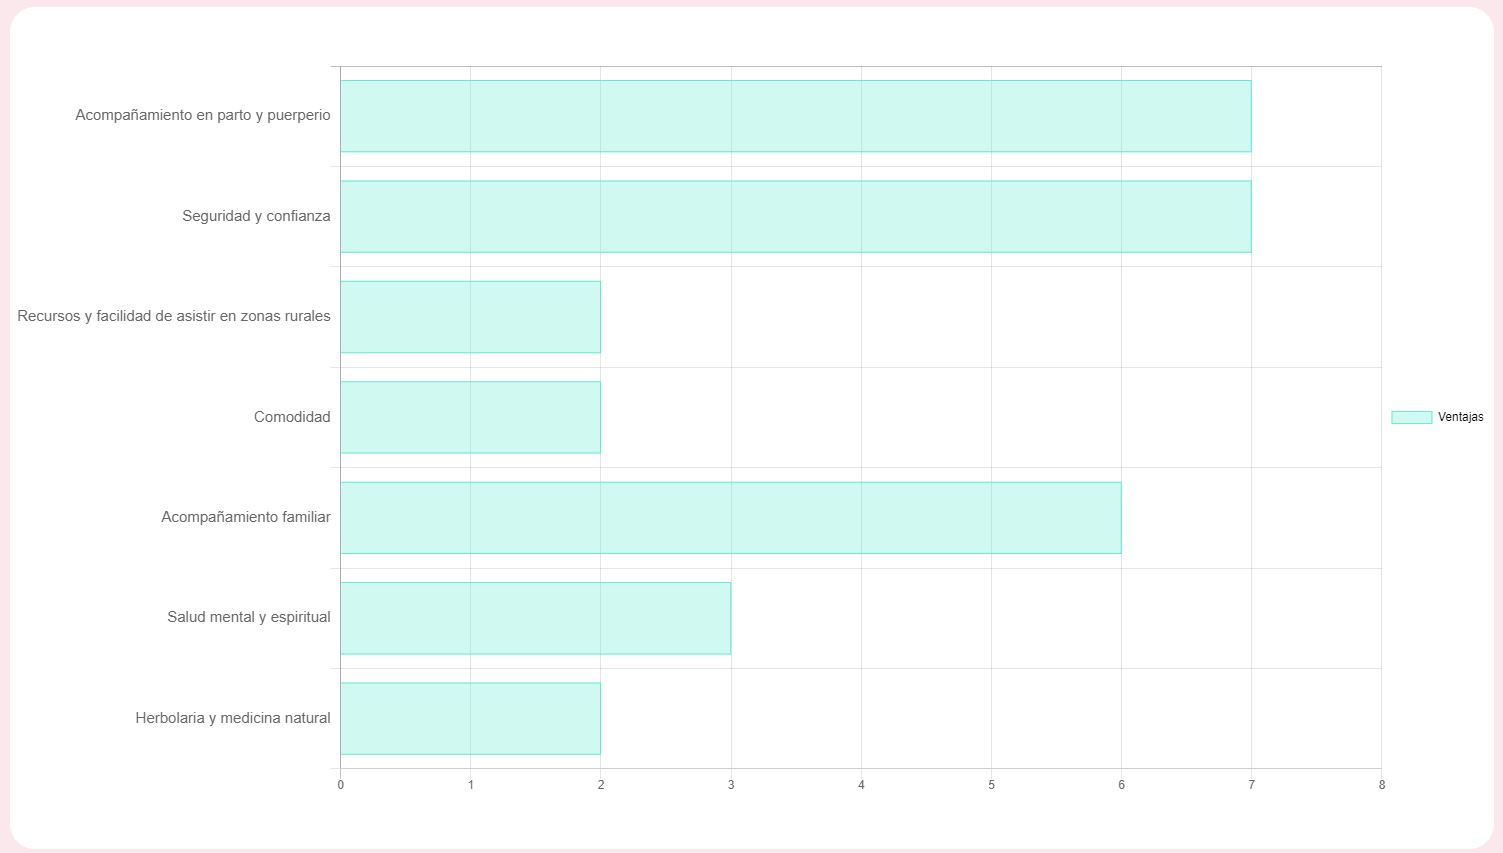 Acompañamiento en parto y puerperio
Seguridad y confianza
Recursos y facilidad de asistir en zonas rurales
Comodidad
Acompañamiento familiar
Salud mental y espiritual
Herbolaria y medicina natural
0 1 2 3 4 5 6 7 8
Ventajas